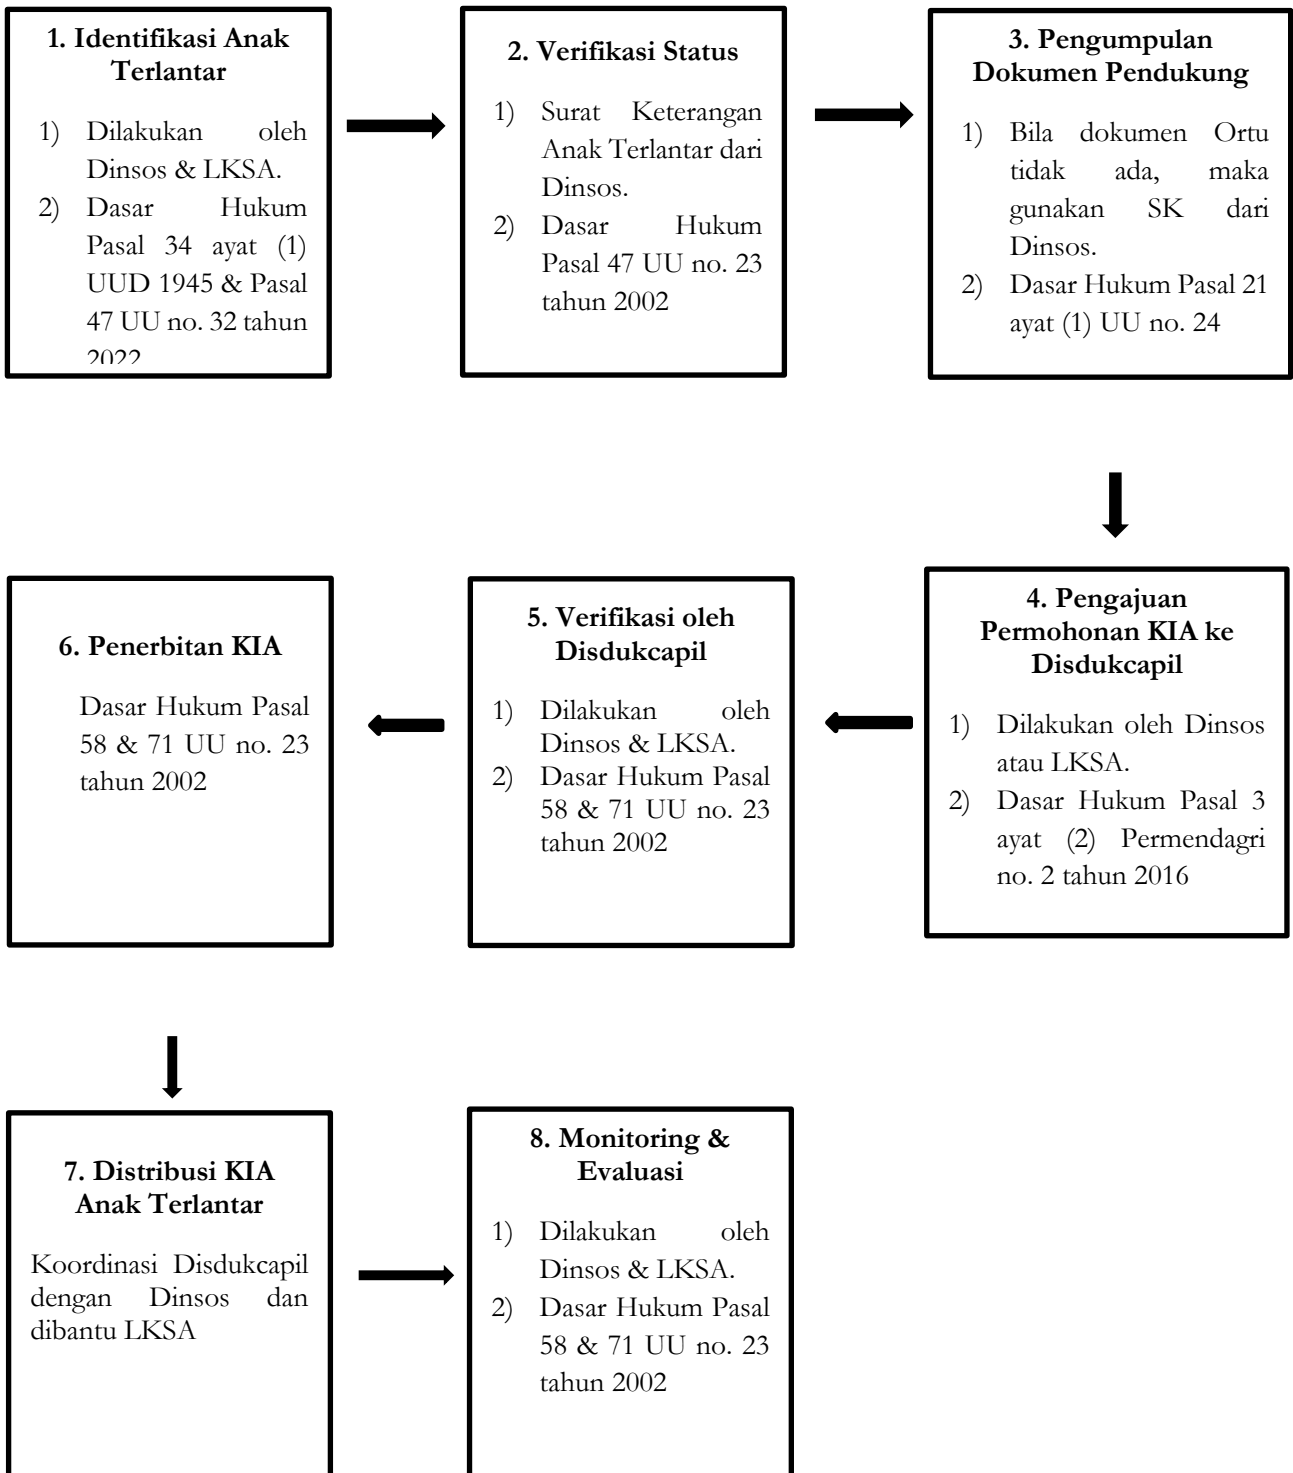 1. Identifikasi Anak
Terlantar
1) Dilakukan oleh
Dinsos & LKSA.
2) Dasar Hukum
Pasal 34 ayat (1)
UUD 1945 & Pasal
47 UU no. 32 tahun
2022
2. Verifikasi Status
1) Surat Keterangan
Anak Terlantar dari
Dinsos.
2) Dasar Hukum
Pasal 47 UU no. 23
tahun 2002
3. Pengumpulan
Dokumen Pendukung
1) Bila dokumen Ortu
tidak ada, maka
gunakan SK dari
Dinsos.
2) Dasar Hukum Pasal 21
ayat (1) UU no. 24
4. Pengajuan
Permohonan KIA ke
Disdukcapil
1) Dilakukan oleh Dinsos
atau LKSA.
2) Dasar Hukum Pasal 3
ayat (2) Permendagri
no. 2 tahun 2016
5. Verifikasi oleh
Disdukcapil
1) Dilakukan oleh
Dinsos & LKSA.
2) Dasar Hukum Pasal
58 & 71 UU no. 23
tahun 2002
6. Penerbitan KIA
Dasar Hukum Pasal
58 & 71 UU no. 23
tahun 2002
7. Distribusi KIA
Anak Terlantar
Koordinasi Disdukcapil
dengan Dinsos dan
dibantu LKSA
8. Monitoring &
Evaluasi
1) Dilakukan oleh
Dinsos & LKSA.
2) Dasar Hukum Pasal
58 & 71 UU no. 23
tahun 2002